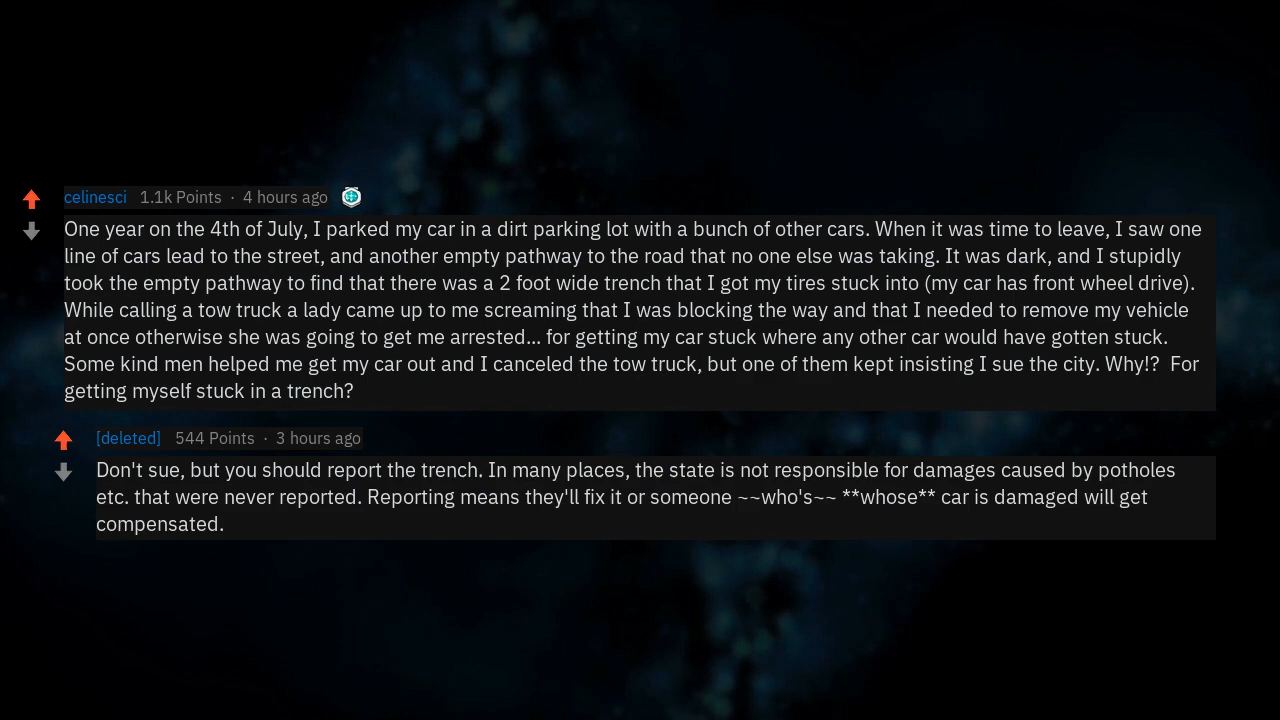 celinesci 1.1k Points · 4 hours ago
One year on the 4th of July, I parked my car in a dirt parking lot with a bunch of other cars. When it was time to leave, I saw one
line of cars lead to the street, and another empty pathway to the road that no one else was taking. It was dark, and I stupidly
took the empty pathway to find that there was a 2 foot wide trench that I got my tires stuck into (my car has front wheel drive).
While calling a tow truck a lady came up to me screaming that I was blocking the way and that I needed to remove my vehicle
at once otherwise she was going to get me arrested... for getting my car stuck where any other car would have gotten stuck.
Some kind men helped me get my car out and I canceled the tow truck, but one of them kept insisting I sue the city. Why!?  For
getting myself stuck in a trench?
[deleted] 544 Points · 3 hours ago
Don't sue, but you should report the trench. In many places, the state is not responsible for damages caused by potholes
etc. that were never reported. Reporting means they'll fix it or someone ~~who's~~ **whose** car is damaged will get
compensated.